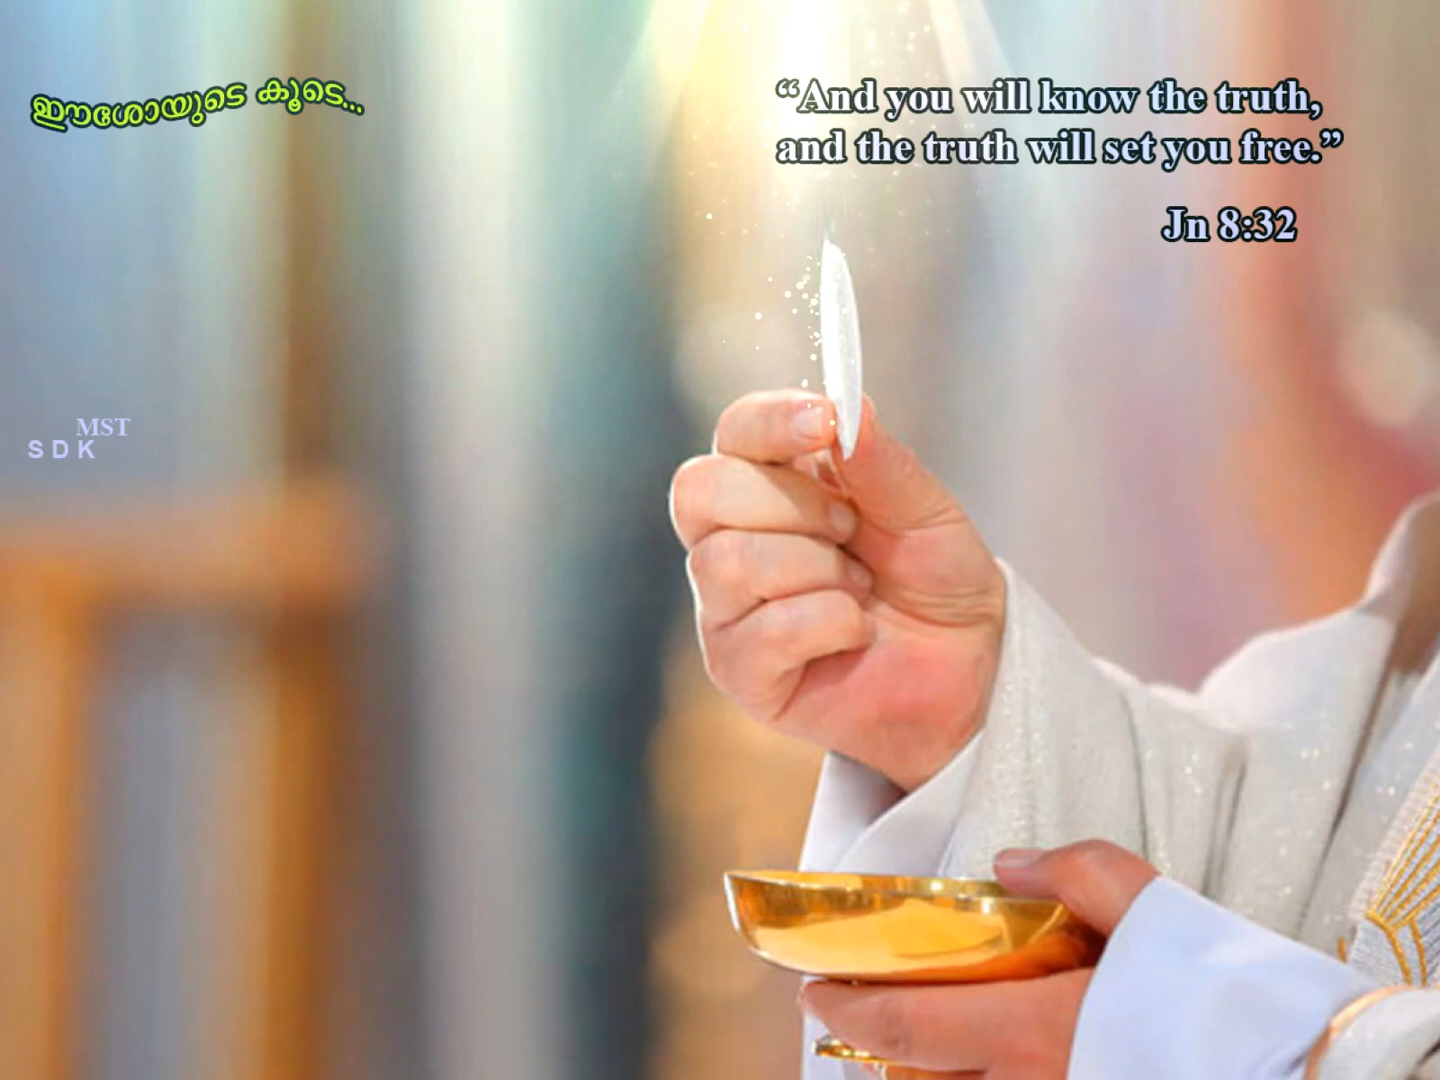 ഈശോയുടെ കൂടെ...
“And you will know the truth,
and the truth will set you free.”
Jn 8:32
MST
S D K